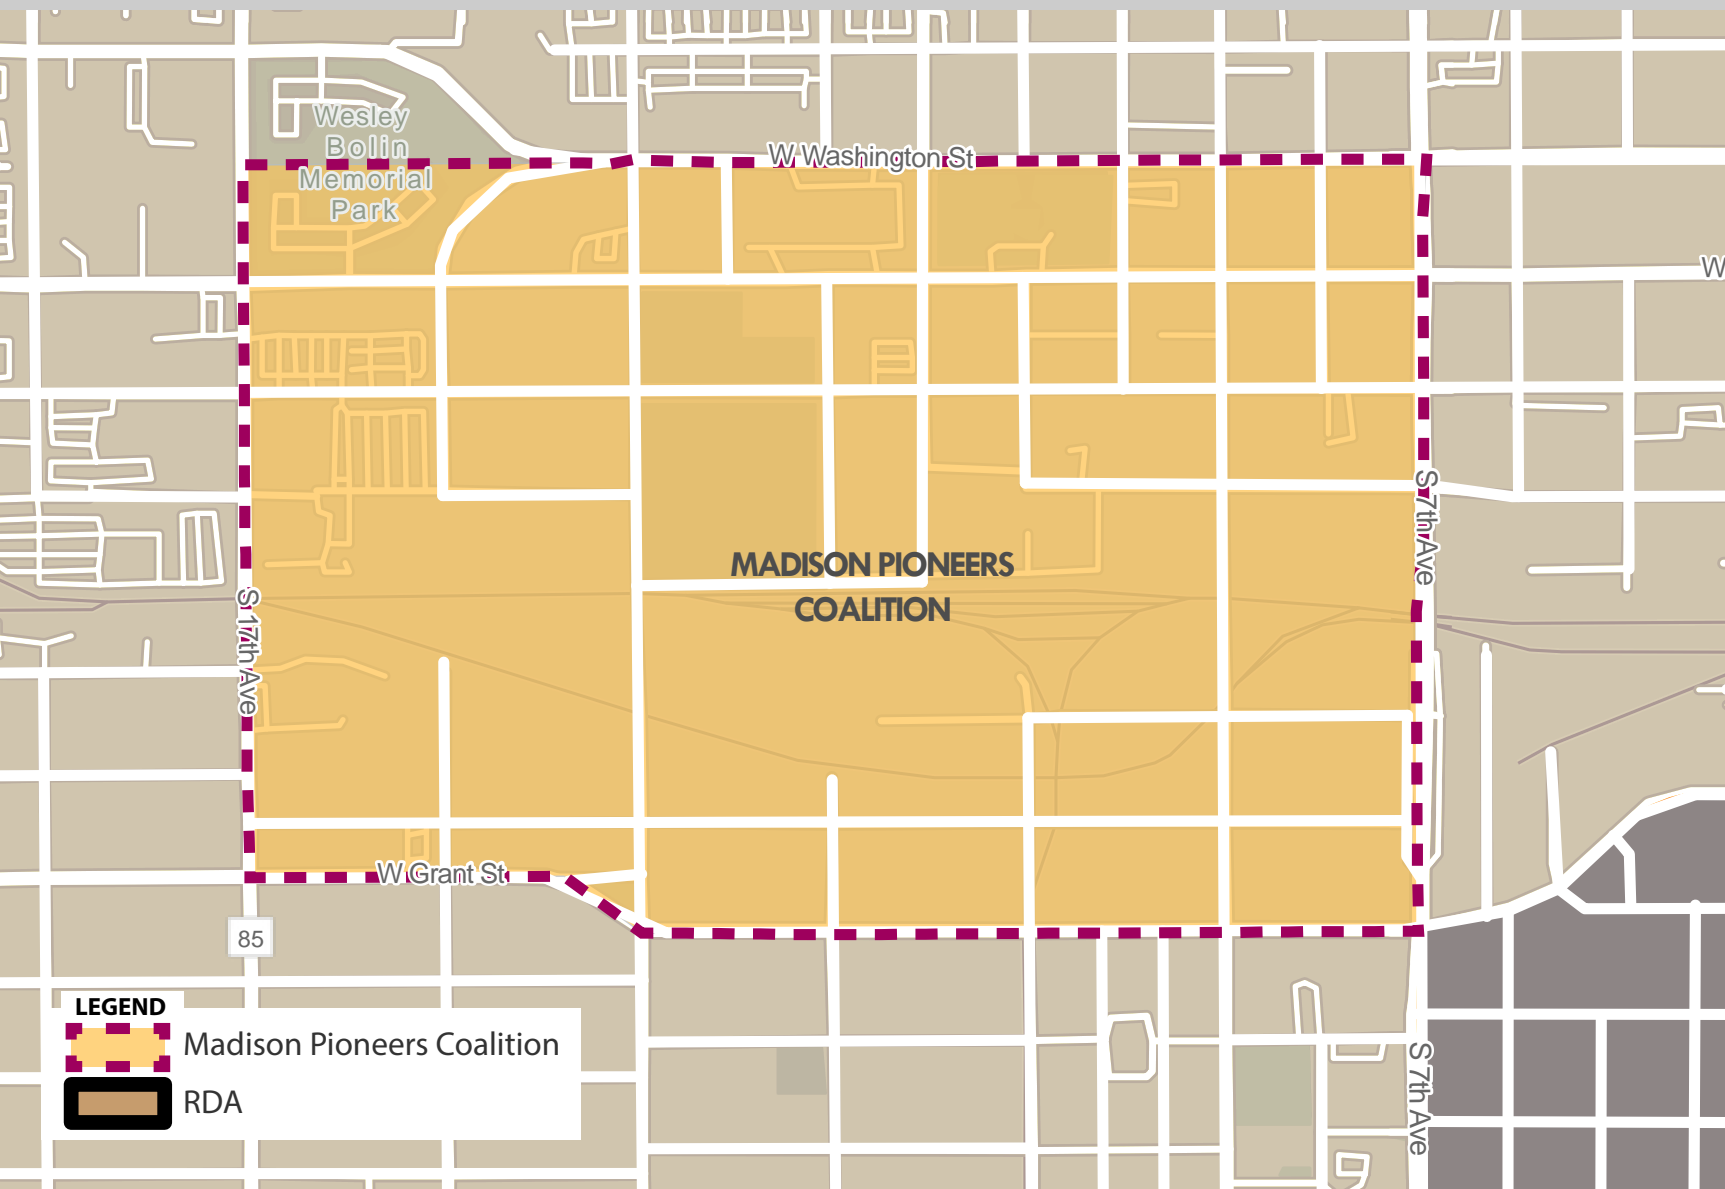 Wesley
Bolin
Memorial
Park
W Washington St
W
S 7th Ave
MADISON PIONEERS
COALITION
S 17th Ave
W Grant St
85
LEGEND
Madison Pioneers Coalition
RDA
S 7th Ave